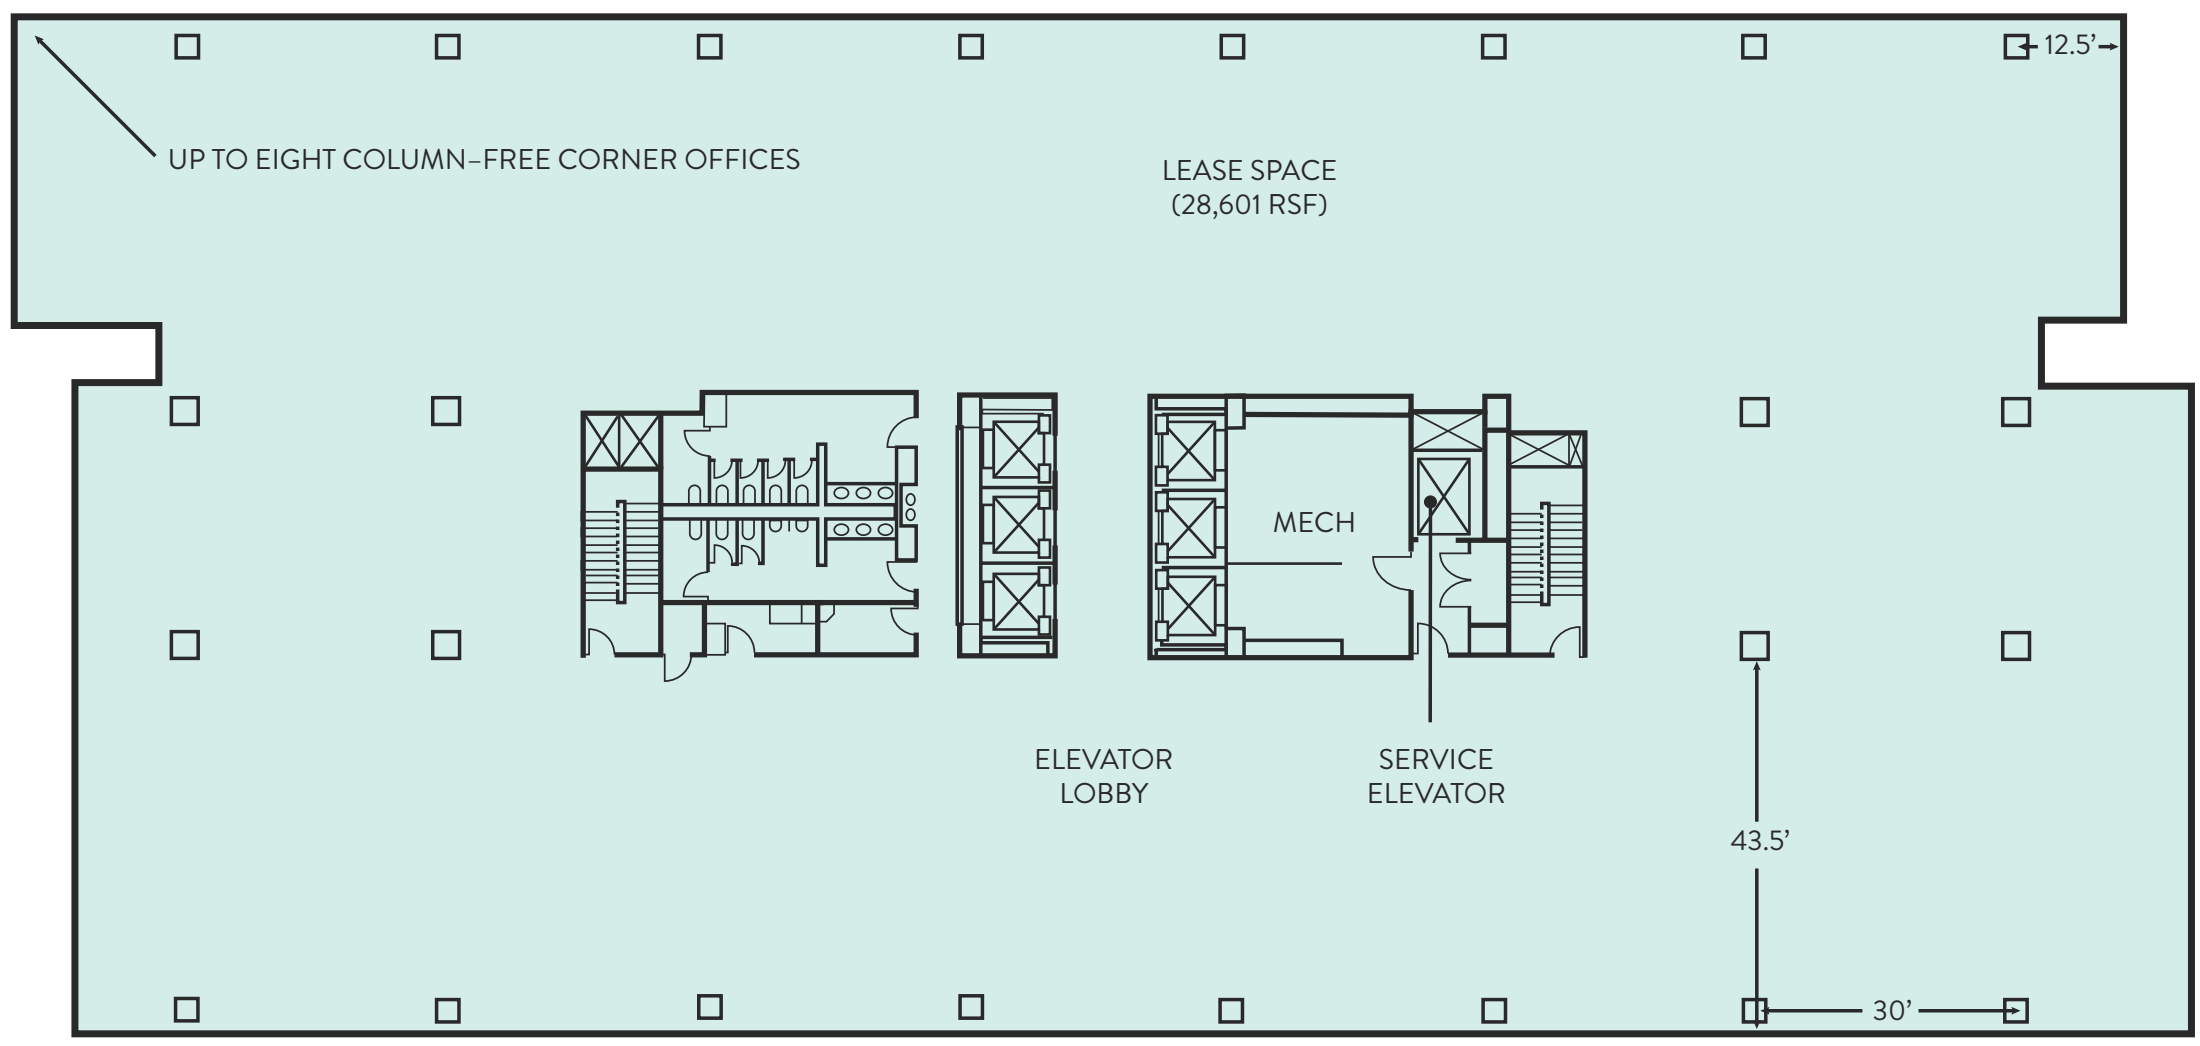 12.5’
UP TO EIGHT COLUMN–FREE CORNER OFFICES
LEASE SPACE
(28,601 RSF)
MECH
ELEVATOR
LOBBY
SERVICE
ELEVATOR
43.5’
30’